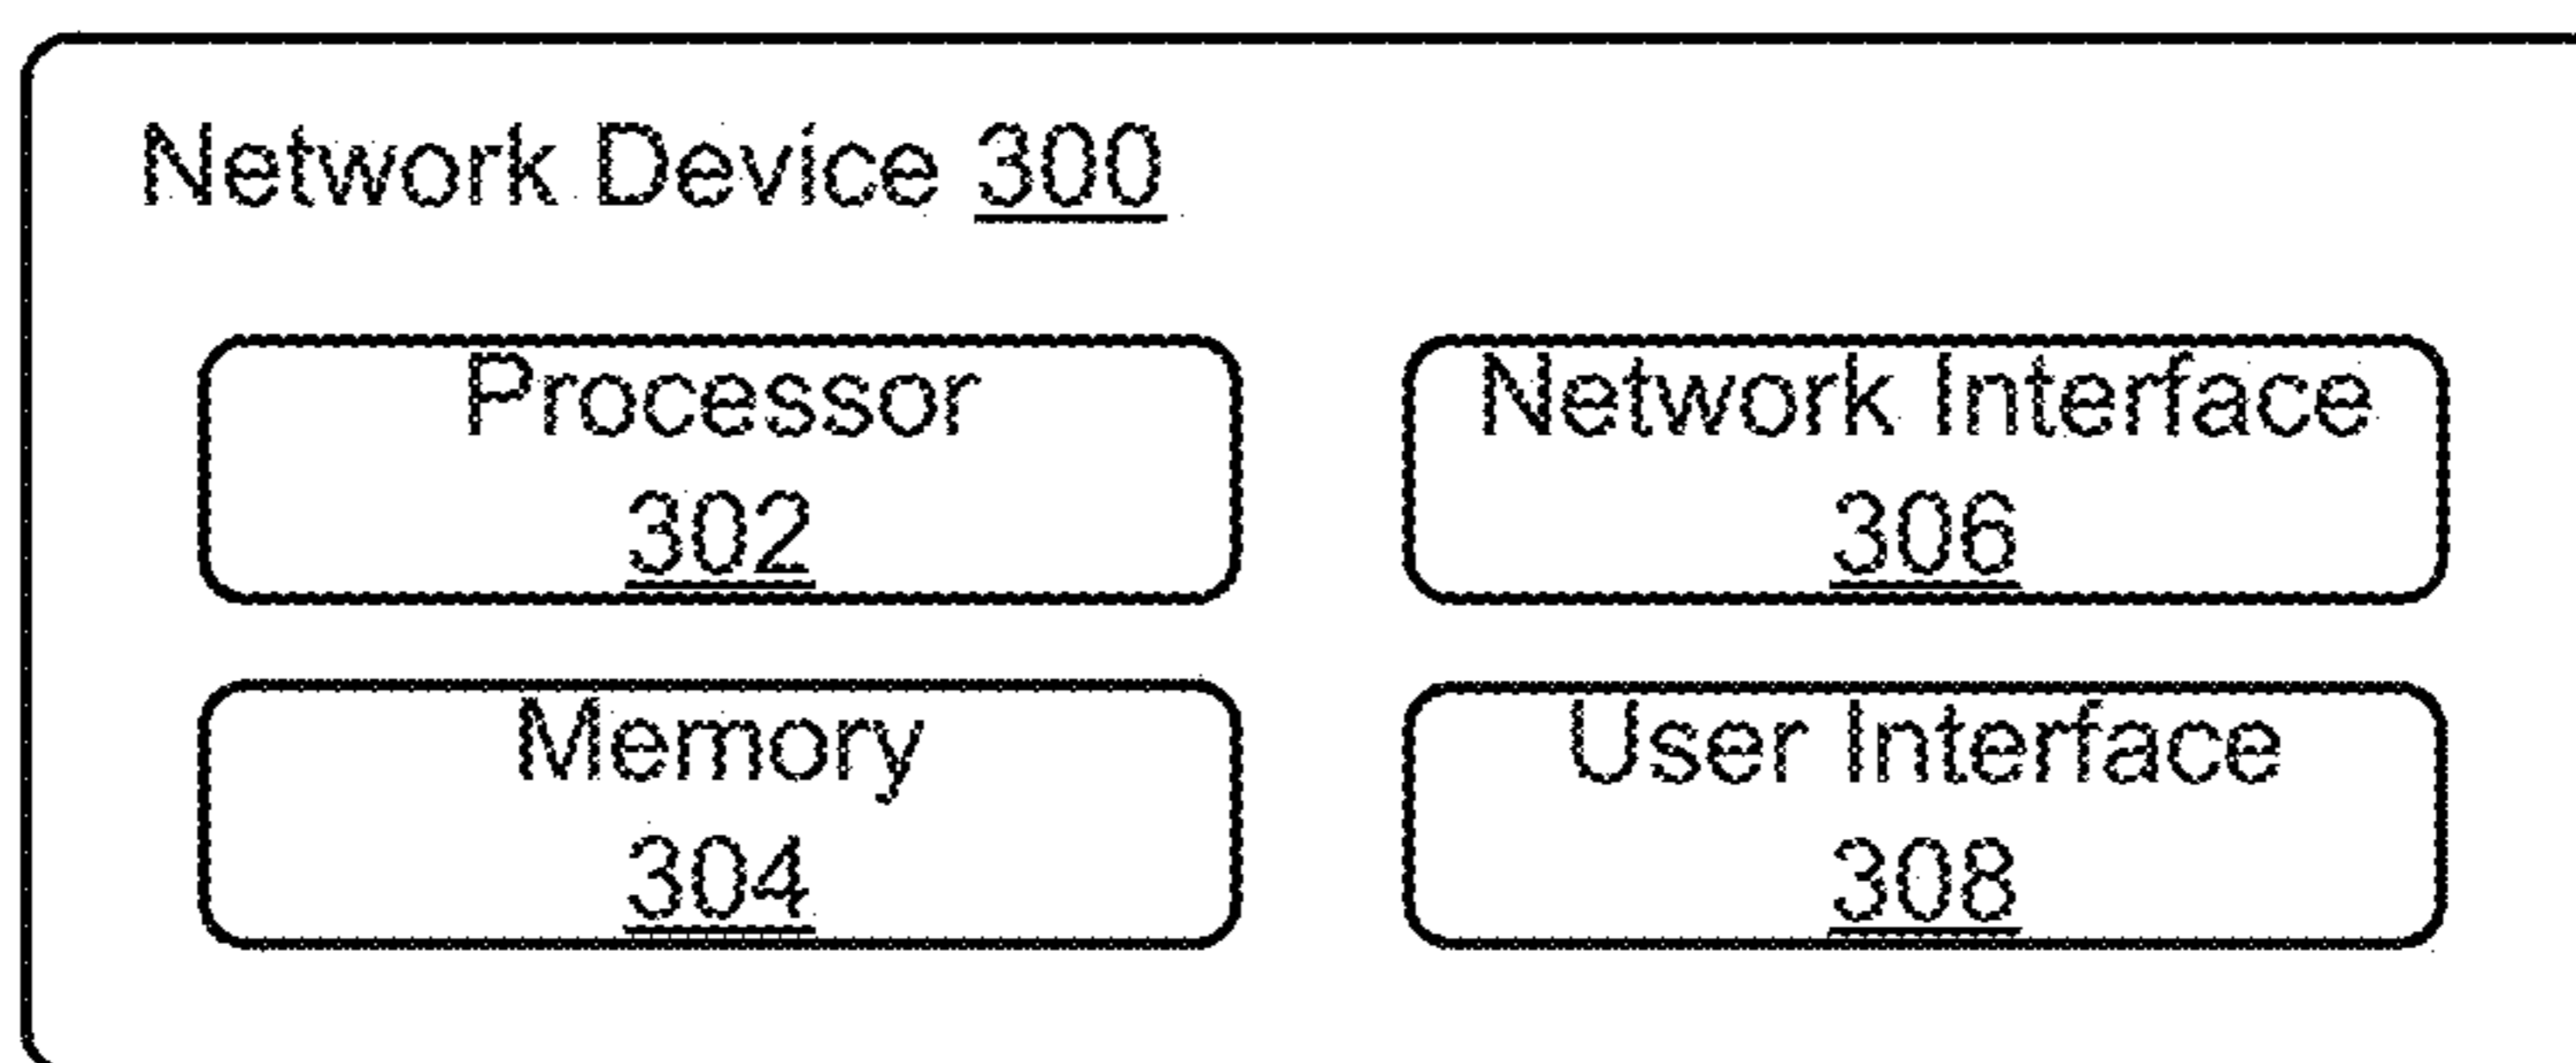 Network Device 300
Processor
302
Network Interface
306
Memory
304
User Interface
308